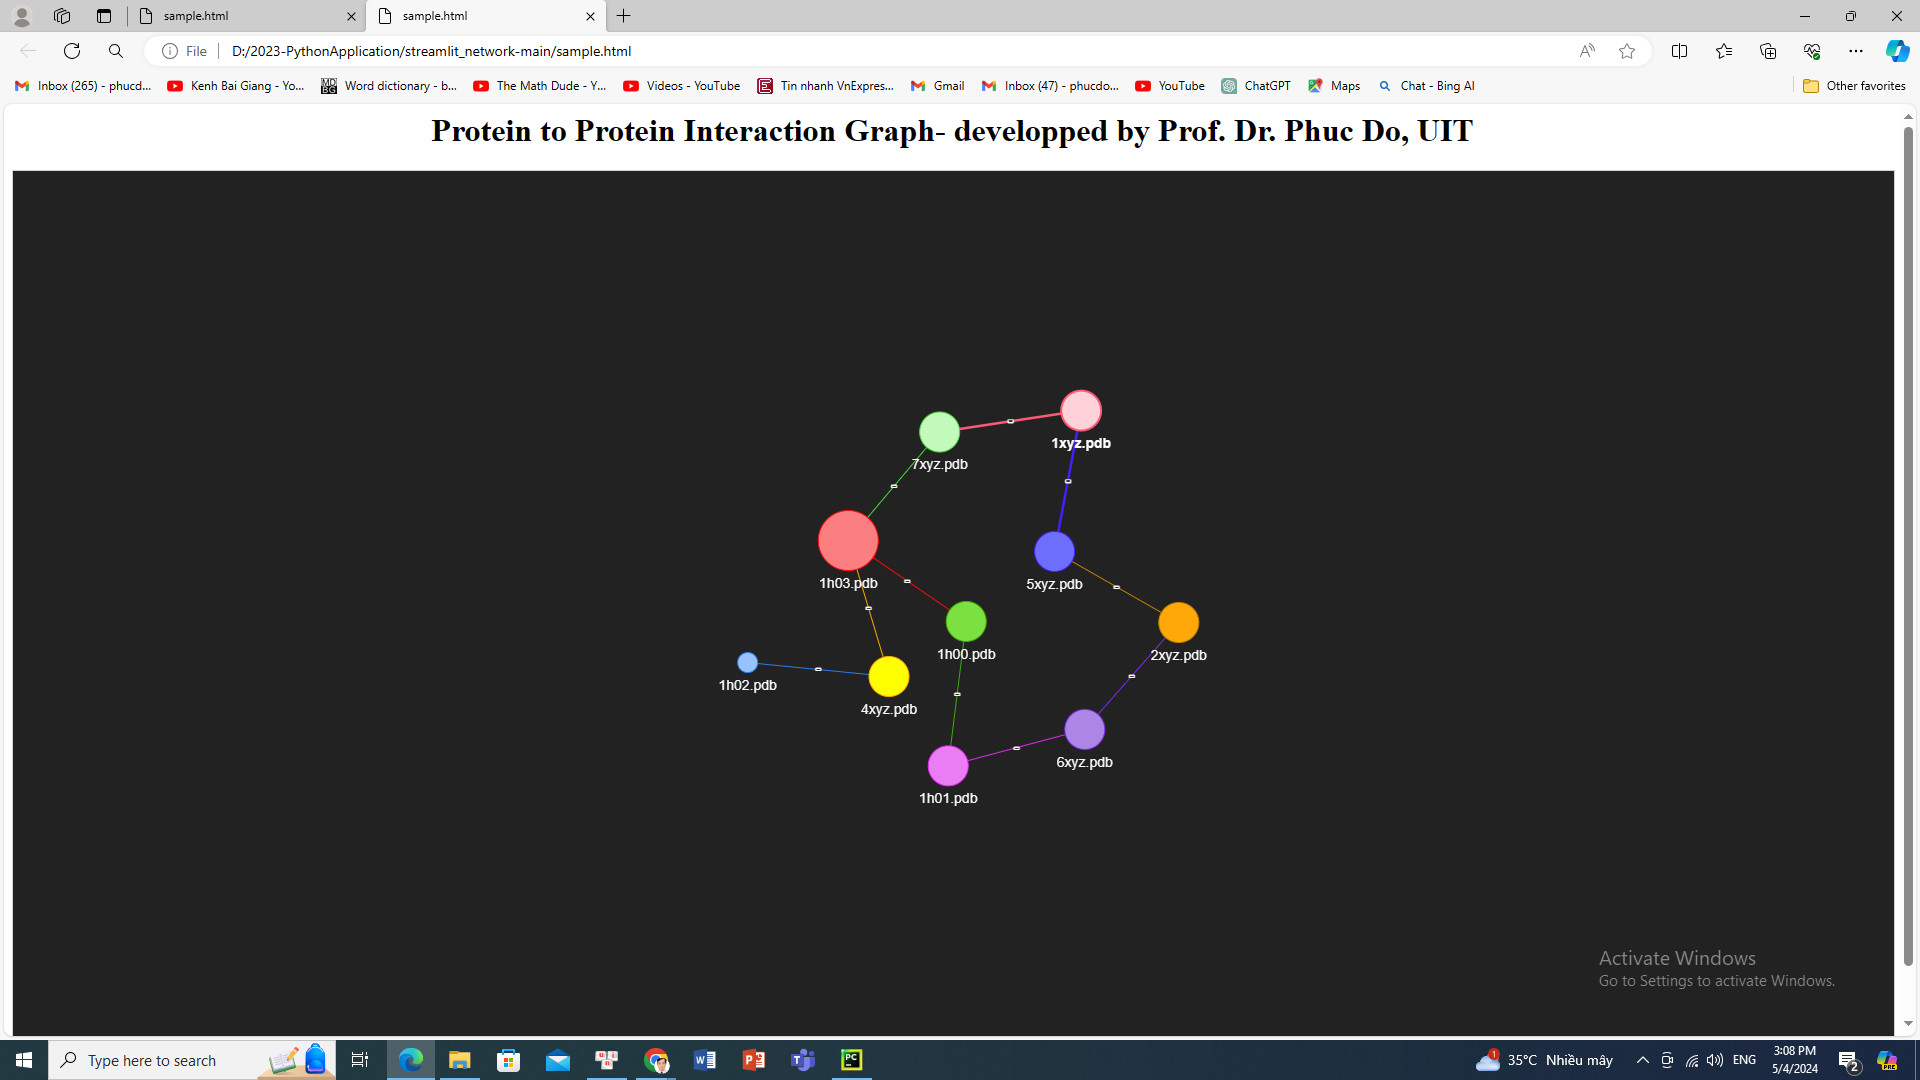 sample.html
sample.html
File
D:/2023-PythonApplication/streamlit_network-main/sample.html
Inbox (265) - phucd...
Kenh Bai Giang - Yo...
MD BG
Word dictionary - b...
The Math Dude - Y...
Videos - YouTube
Tin nhanh VnExpres...
Gmail
Inbox (47) - phucdo...
YouTube
ChatGPT
Maps
Chat - Bing AI
Other favorites
Protein to Protein Interaction Graph- developped by Prof. Dr. Phuc Do, UIT
1xyz.pdb
7xyz.pdb
1h03.pdb
5xyz.pdb
1h00.pdb
2xyz.pdb
1h02.pdb
4xyz.pdb
6xyz.pdb
1h01.pdb
Activate Windows
Go to Settings to activate Windows.
Type here to search
1
35°C Nhiều mây
ENG
3:08 PM
5/4/2024
2